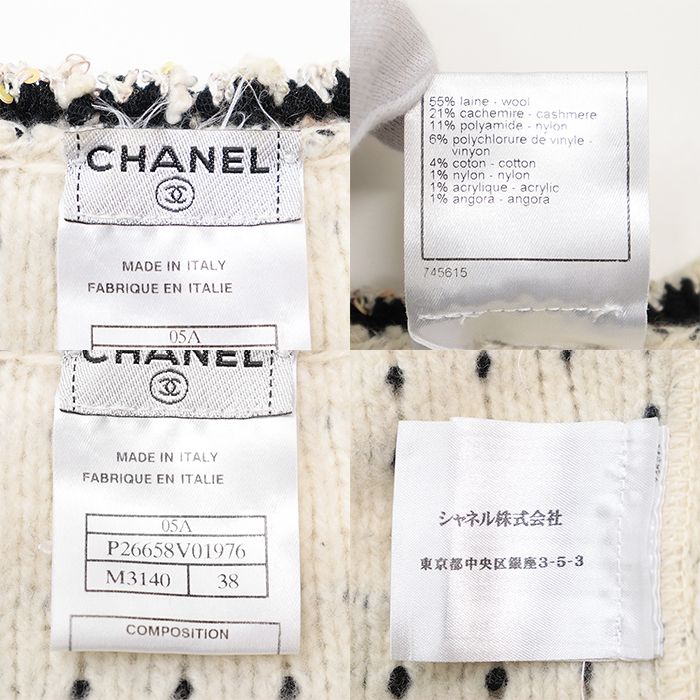 CHANEL
MADE IN ITALY
FABRIQUE EN ITALIE
05A
55% laine - wool
21% cachemire - cashmere
11% polyamide - nylon
6% polychlorure de vinyle -
vinyon
4% coton - cotton
1% nylon - nylon
1% acrylique - acrylic
1% angora - angora
745615
CHANEL
MADE IN ITALY
FABRIQUE EN ITALIE
05A
P26658V01976
M3140 38
COMPOSITION
シャネル株式会社
東京都中央区銀座3-5-3